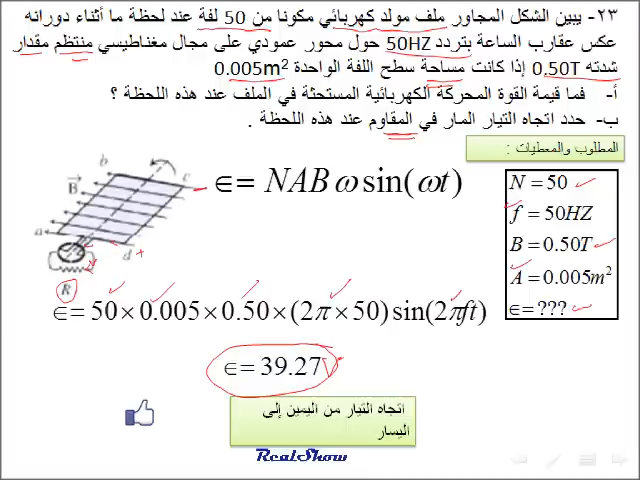 ٢٣- يبين الشكل المجاور ملف مولد كهربائي مكونا من 50 لفة عند لحظة ما أثناء دورانه
عكس عقارب الساعة بتردد 50HZ حول محور عمودي على مجال مغناطيسي منتظم مقدار
شدته 0.50T إذا كانت مساحة سطح اللفة الواحدة 0.005m²
أ- فما قيمة القوة المحركة الكهربائية المستحثة في الملف عند هذه اللحظة ؟
ب- حدد اتجاه التيار المار في المقاوم عند هذه اللحظة .
المطلوب والمعطيات :
N = 50
f = 50HZ
B = 0.50T
A = 0.005m²
∈= ???
b
c
B
a
d
R
∈= NABω sin(ωt)
∈= 50 × 0.005 × 0.50 × (2π × 50) sin(2πft)
∈= 39.27V
اتجاه التيار من اليمين إلى
اليسار
RealShow